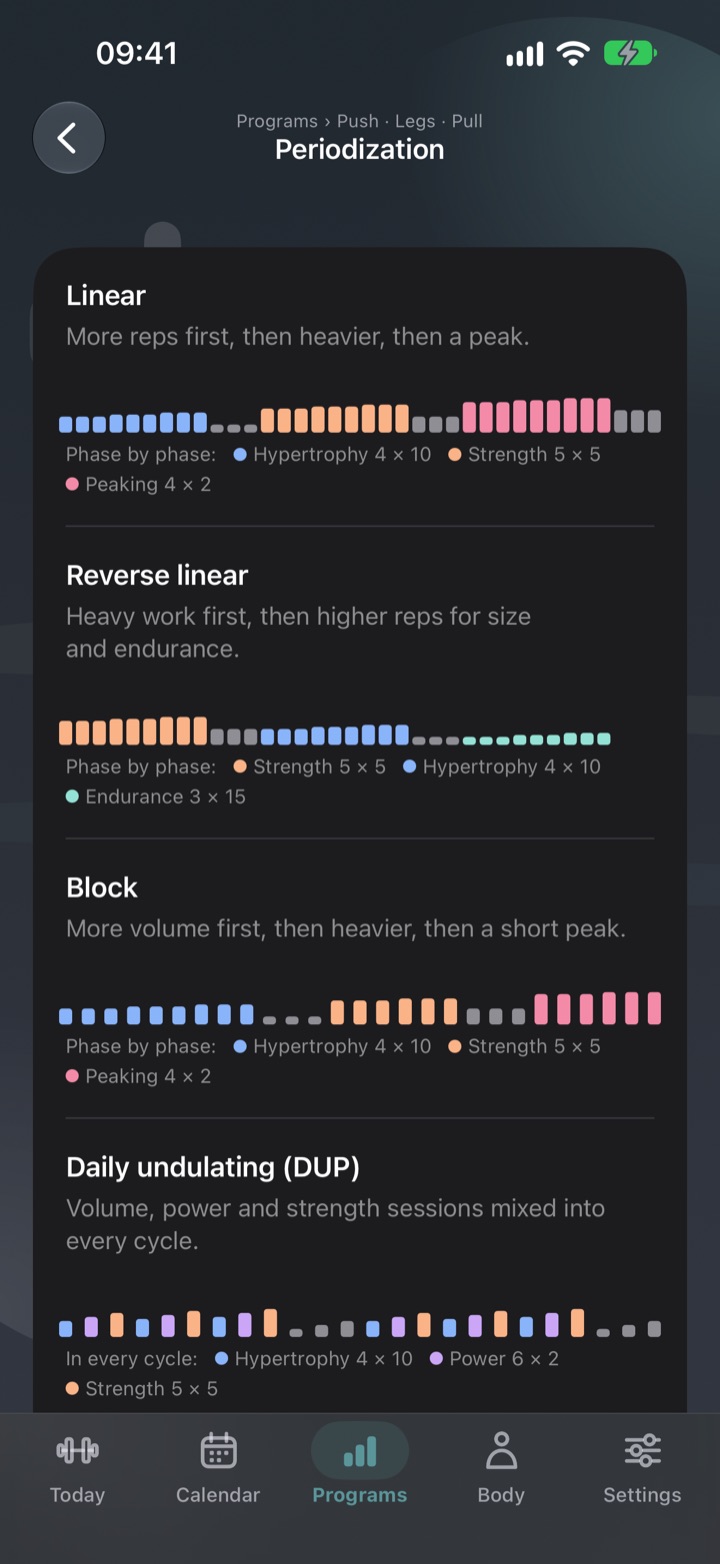 09:41
Programs › Push · Legs · Pull
Periodization
Linear
More reps first, then heavier, then a peak.
Phase by phase: Hypertrophy 4 × 10 Strength 5 × 5
Peaking 4 × 2
Reverse linear
Heavy work first, then higher reps for size
and endurance.
Phase by phase: Strength 5 × 5 Hypertrophy 4 × 10
Endurance 3 × 15
Block
More volume first, then heavier, then a short peak.
Phase by phase: Hypertrophy 4 × 10 Strength 5 × 5
Peaking 4 × 2
Daily undulating (DUP)
Volume, power and strength sessions mixed into
every cycle.
In every cycle: Hypertrophy 4 × 10 Power 6 × 2
Strength 5 × 5
Today Calendar Programs Body Settings